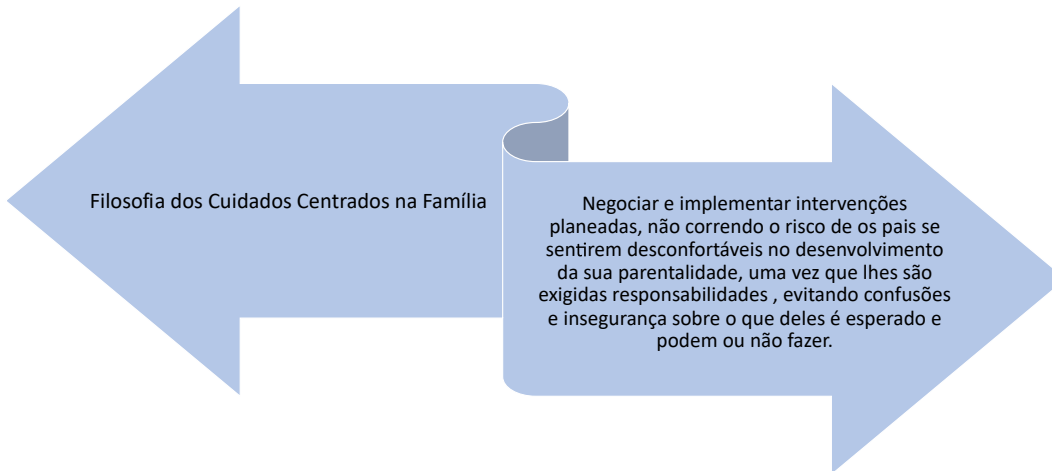 Filosofia dos Cuidados Centrados na Família
Negociar e implementar intervenções
planeadas, não correndo o risco de os pais se
sentirem desconfortáveis no desenvolvimento
da sua parentalidade, uma vez que lhes são
exigidas responsabilidades , evitando confusões
e insegurança sobre o que deles é esperado e
podem ou não fazer.